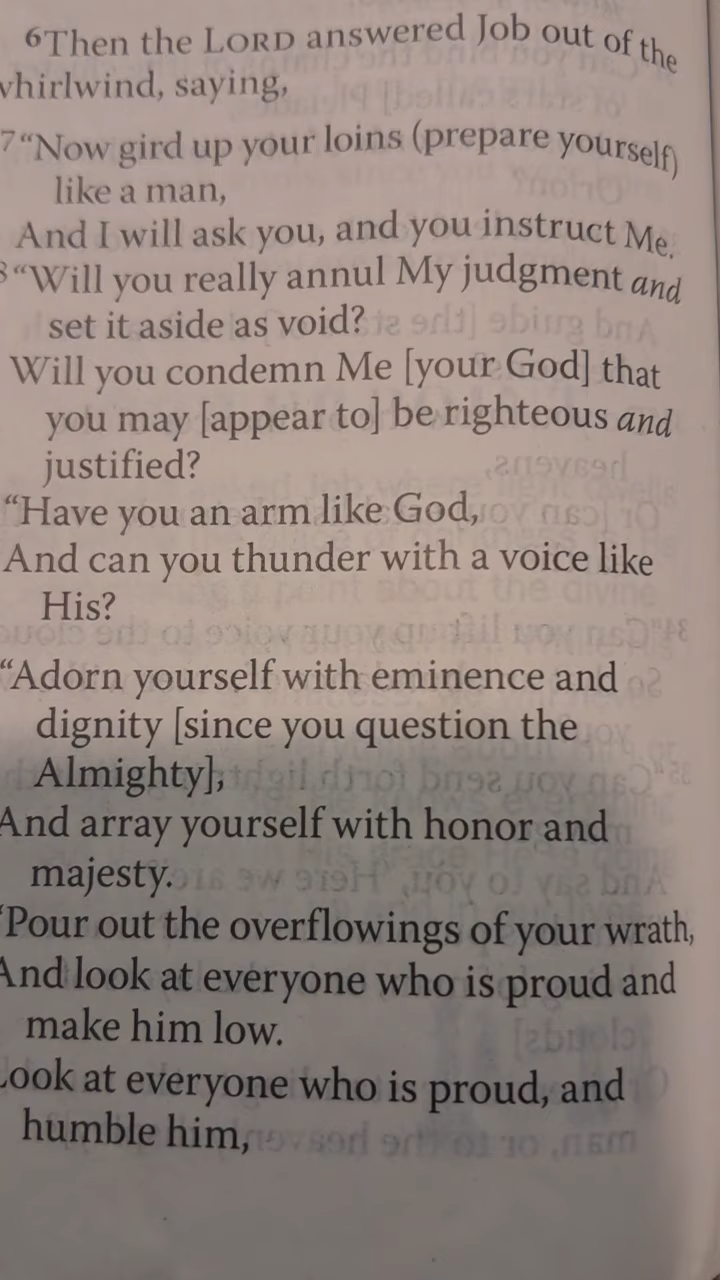 6Then the LORD answered Job out of the
whirlwind, saying,
7“Now gird up your loins (prepare yourself)
like a man,
And I will ask you, and you instruct Me.
8“Will you really annul My judgment and
set it aside as void?
Will you condemn Me [your God] that
you may [appear to] be righteous and
justified?
“Have you an arm like God,
And can you thunder with a voice like
His?
“Adorn yourself with eminence and
dignity [since you question the
Almighty],
And array yourself with honor and
majesty.
“Pour out the overflowings of your wrath,
And look at everyone who is proud and
make him low.
Look at everyone who is proud, and
humble him,